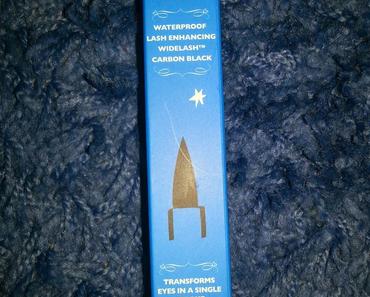 WATERPROOF
LASH ENHANCING
WIDELASH™
CARBON BLACK
TRANSFORMS
EYES IN A SINGLE